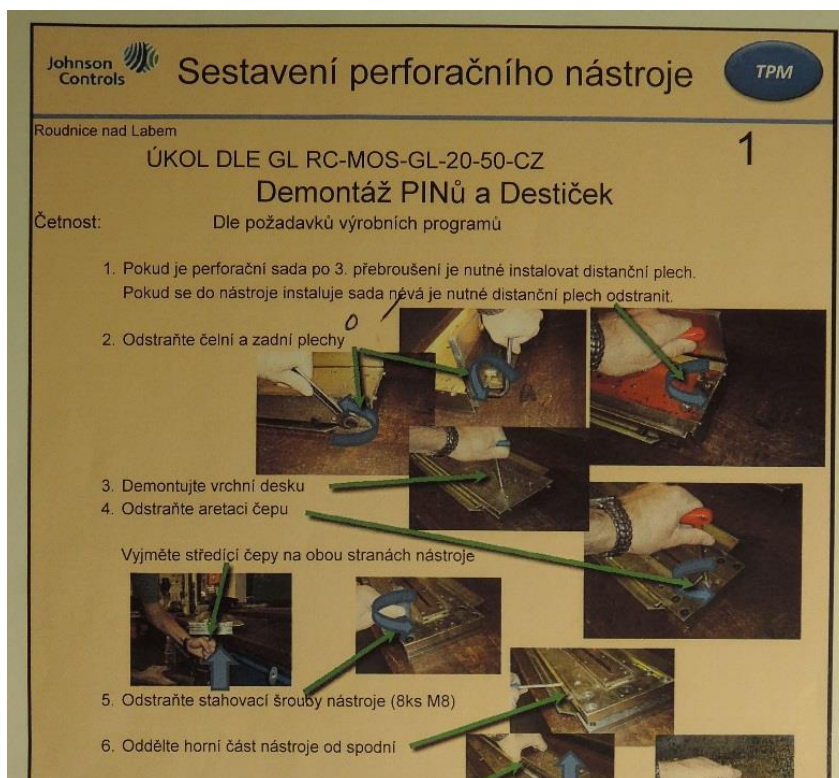 Johnson Controls
Sestavení perforačního nástroje
TPM
Roudnice nad Labem
1
ÚKOL DLE GL RC-MOS-GL-20-50-CZ
Demontáž PINů a Destiček
Četnost: Dle požadavků výrobních programů
1. Pokud je perforační sada po 3. přebroušení je nutné instalovat distanční plech.
Pokud se do nástroje instaluje sada névá je nutné distanční plech odstranit.
o
2. Odstraňte čelní a zadní plechy
3. Demontujte vrchní desku
4. Odstraňte aretaci čepu
Vyjměte středící čepy na obou stranách nástroje
5. Odstraňte stahovací šrouby nástroje (8ks M8)
6. Oddělte horní část nástroje od spodní